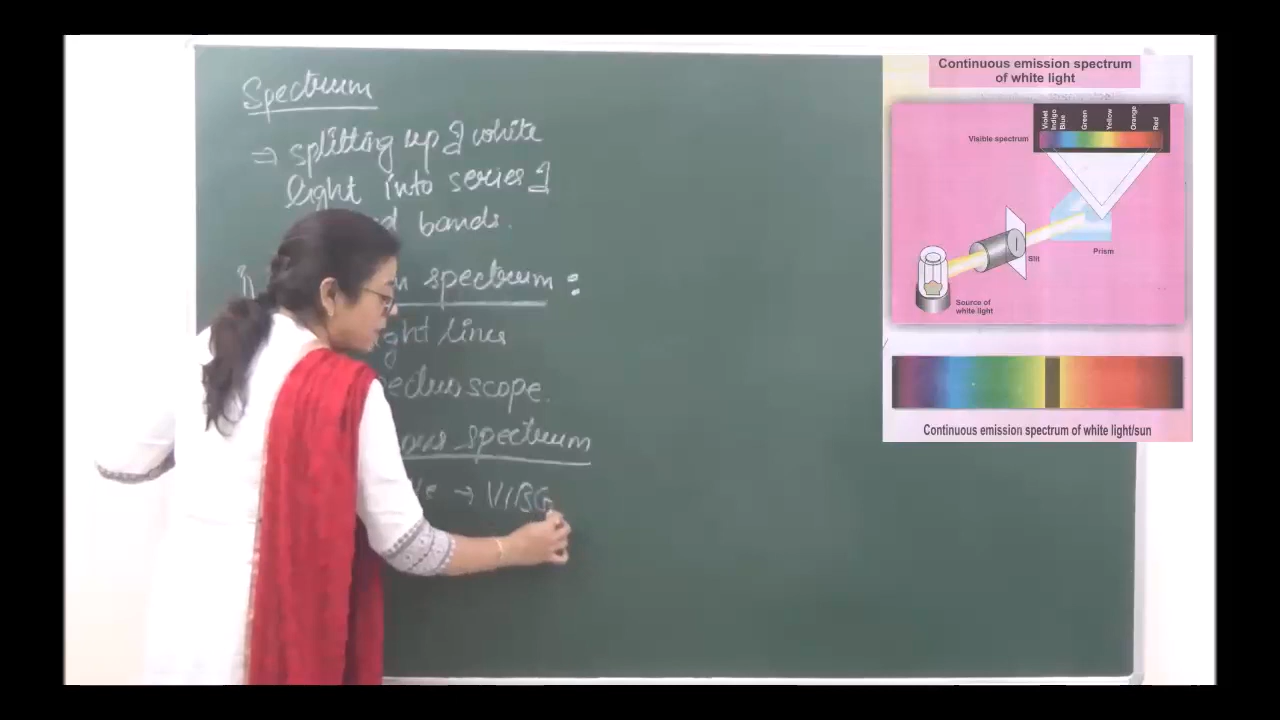 Spectrum
⇒ splitting up of white
light into series of
bands.
spectrum :
lines
scope.
spectrum
→ VIBG
Continuous emission spectrum
of white light
Violet
Indigo
Blue
Green
Yellow
Orange
Red
Visible spectrum
Slit
Prism
Source of
white light
Continuous emission spectrum of white light/sun